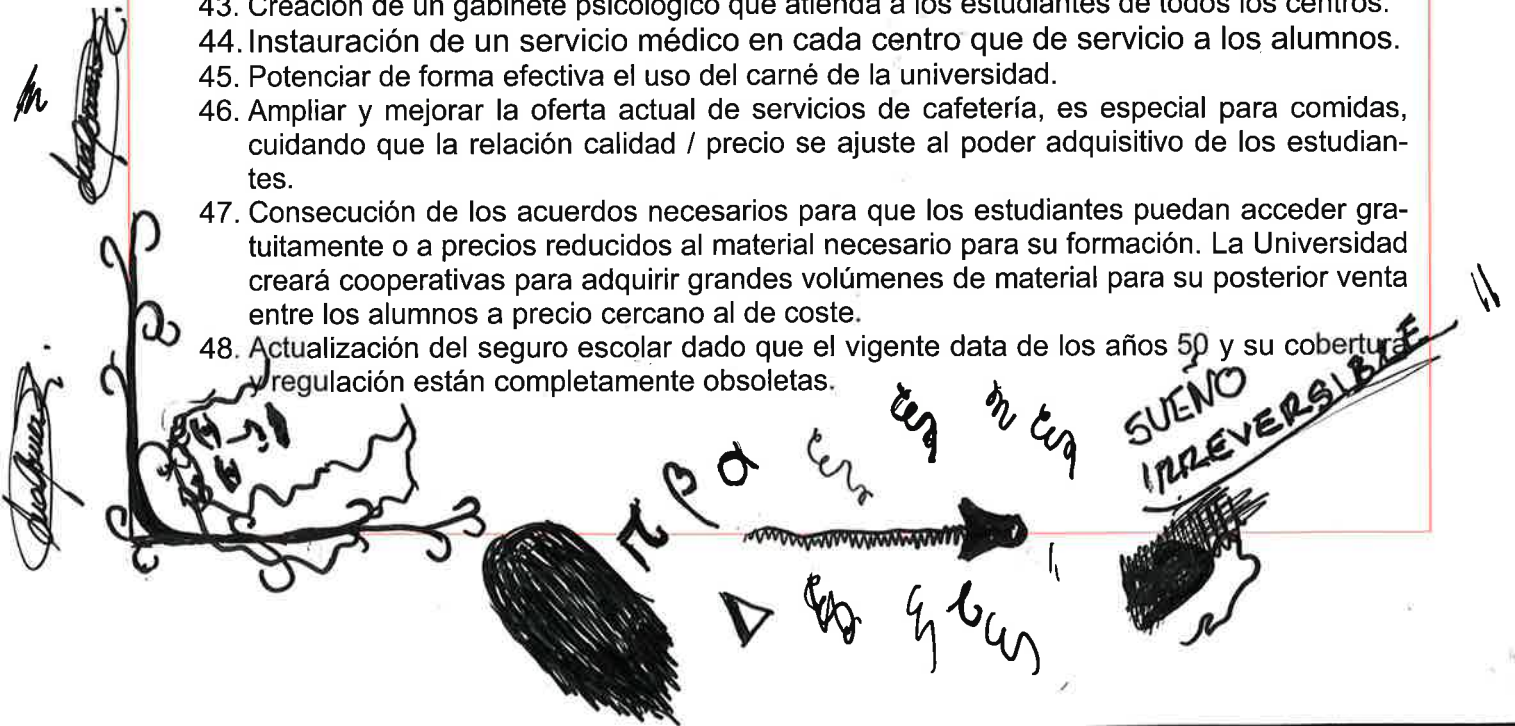 43. Creación de un gabinete psicológico que atienda a los estudiantes de todos los centros.
44. Instauración de un servicio médico en cada centro que de servicio a los alumnos.
45. Potenciar de forma efectiva el uso del carné de la universidad.
46. Ampliar y mejorar la oferta actual de servicios de cafetería, es especial para comidas,
cuidando que la relación calidad / precio se ajuste al poder adquisitivo de los estudian-
tes.
47. Consecución de los acuerdos necesarios para que los estudiantes puedan acceder gra-
tuitamente o a precios reducidos al material necesario para su formación. La Universidad
creará cooperativas para adquirir grandes volúmenes de material para su posterior venta
entre los alumnos a precio cercano al de coste.
48. Actualización del seguro escolar dado que el vigente data de los años 50 y su cobertura
y regulación están completamente obsoletas.
SUEÑO
IRREVERSIBLE
π β α